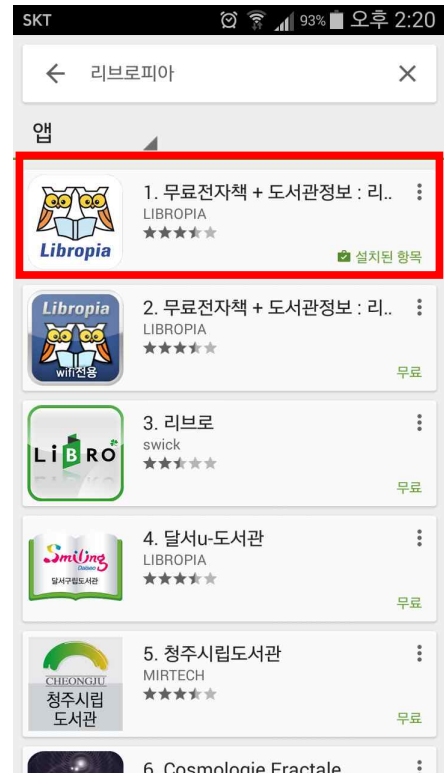 SKT 93% 오후 2:20
리브로피아
앱
1. 무료전자책 + 도서관정보 : 리..
LIBROPIA
Libropia
설치된 항목
Libropia
wifi전용
2. 무료전자책 + 도서관정보 : 리..
LIBROPIA
무료
LiBRO
3. 리브로
swick
무료
Smiling
Dalseo
달서구립도서관
4. 달서u-도서관
LIBROPIA
무료
CHEONGJU
청주시립
도서관
5. 청주시립도서관
MIRTECH
무료
6. Cosmologie Fractale